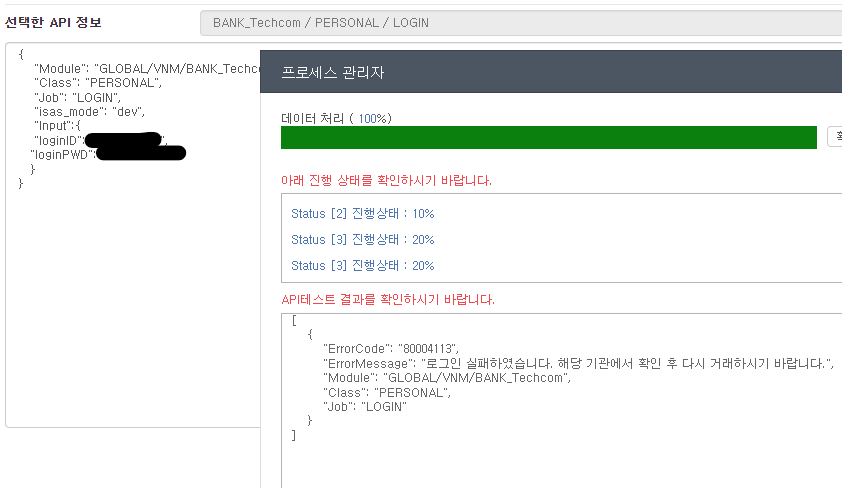 선택한 API 정보
BANK_Techcom / PERSONAL / LOGIN
{
"Module": "GLOBAL/VNM/BANK_Techco
"Class": "PERSONAL",
"Job": "LOGIN",
"isas_mode": "dev",
"Input":{
"loginID":
",
"loginPWD":
}
}
프로세스 관리자
데이터 처리 ( 100%)
아래 진행 상태를 확인하시기 바랍니다.
Status [2] 진행상태 : 10%
Status [3] 진행상태 : 20%
Status [3] 진행상태 : 20%
API테스트 결과를 확인하시기 바랍니다.
[
{
"ErrorCode": "80004113",
"ErrorMessage": "로그인 실패하였습니다. 해당 기관에서 확인 후 다시 거래하시기 바랍니다.",
"Module": "GLOBAL/VNM/BANK_Techcom",
"Class": "PERSONAL",
"Job": "LOGIN"
}
]